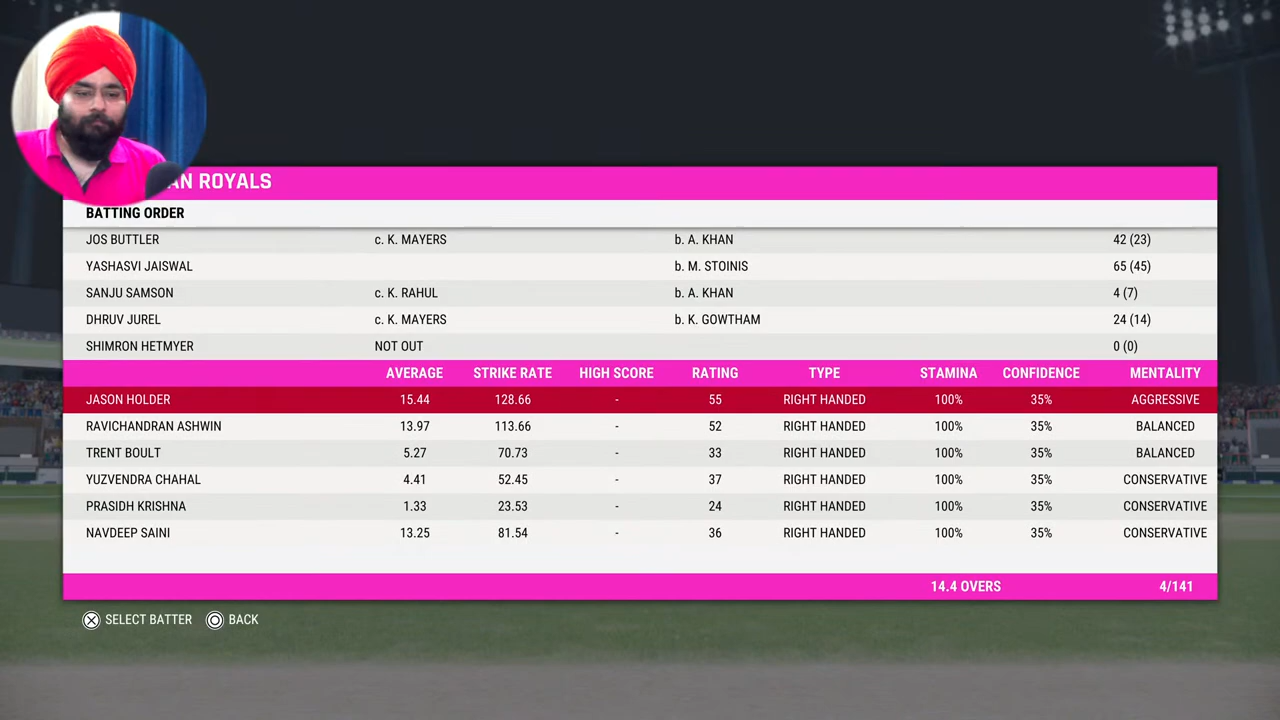 AN ROYALS
BATTING ORDER
JOS BUTTLER c. K. MAYERS b. A. KHAN 42 (23)
YASHASVI JAISWAL b. M. STOINIS 65 (45)
SANJU SAMSON c. K. RAHUL b. A. KHAN 4 (7)
DHRUV JUREL c. K. MAYERS b. K. GOWTHAM 24 (14)
SHIMRON HETMYER NOT OUT 0 (0)
AVERAGE STRIKE RATE HIGH SCORE RATING TYPE STAMINA CONFIDENCE MENTALITY
JASON HOLDER 15.44 128.66 - 55 RIGHT HANDED 100% 35% AGGRESSIVE
RAVICHANDRAN ASHWIN 13.97 113.66 - 52 RIGHT HANDED 100% 35% BALANCED
TRENT BOULT 5.27 70.73 - 33 RIGHT HANDED 100% 35% BALANCED
YUZVENDRA CHAHAL 4.41 52.45 - 37 RIGHT HANDED 100% 35% CONSERVATIVE
PRASIDH KRISHNA 1.33 23.53 - 24 RIGHT HANDED 100% 35% CONSERVATIVE
NAVDEEP SAINI 13.25 81.54 - 36 RIGHT HANDED 100% 35% CONSERVATIVE
14.4 OVERS 4/141
SELECT BATTER BACK